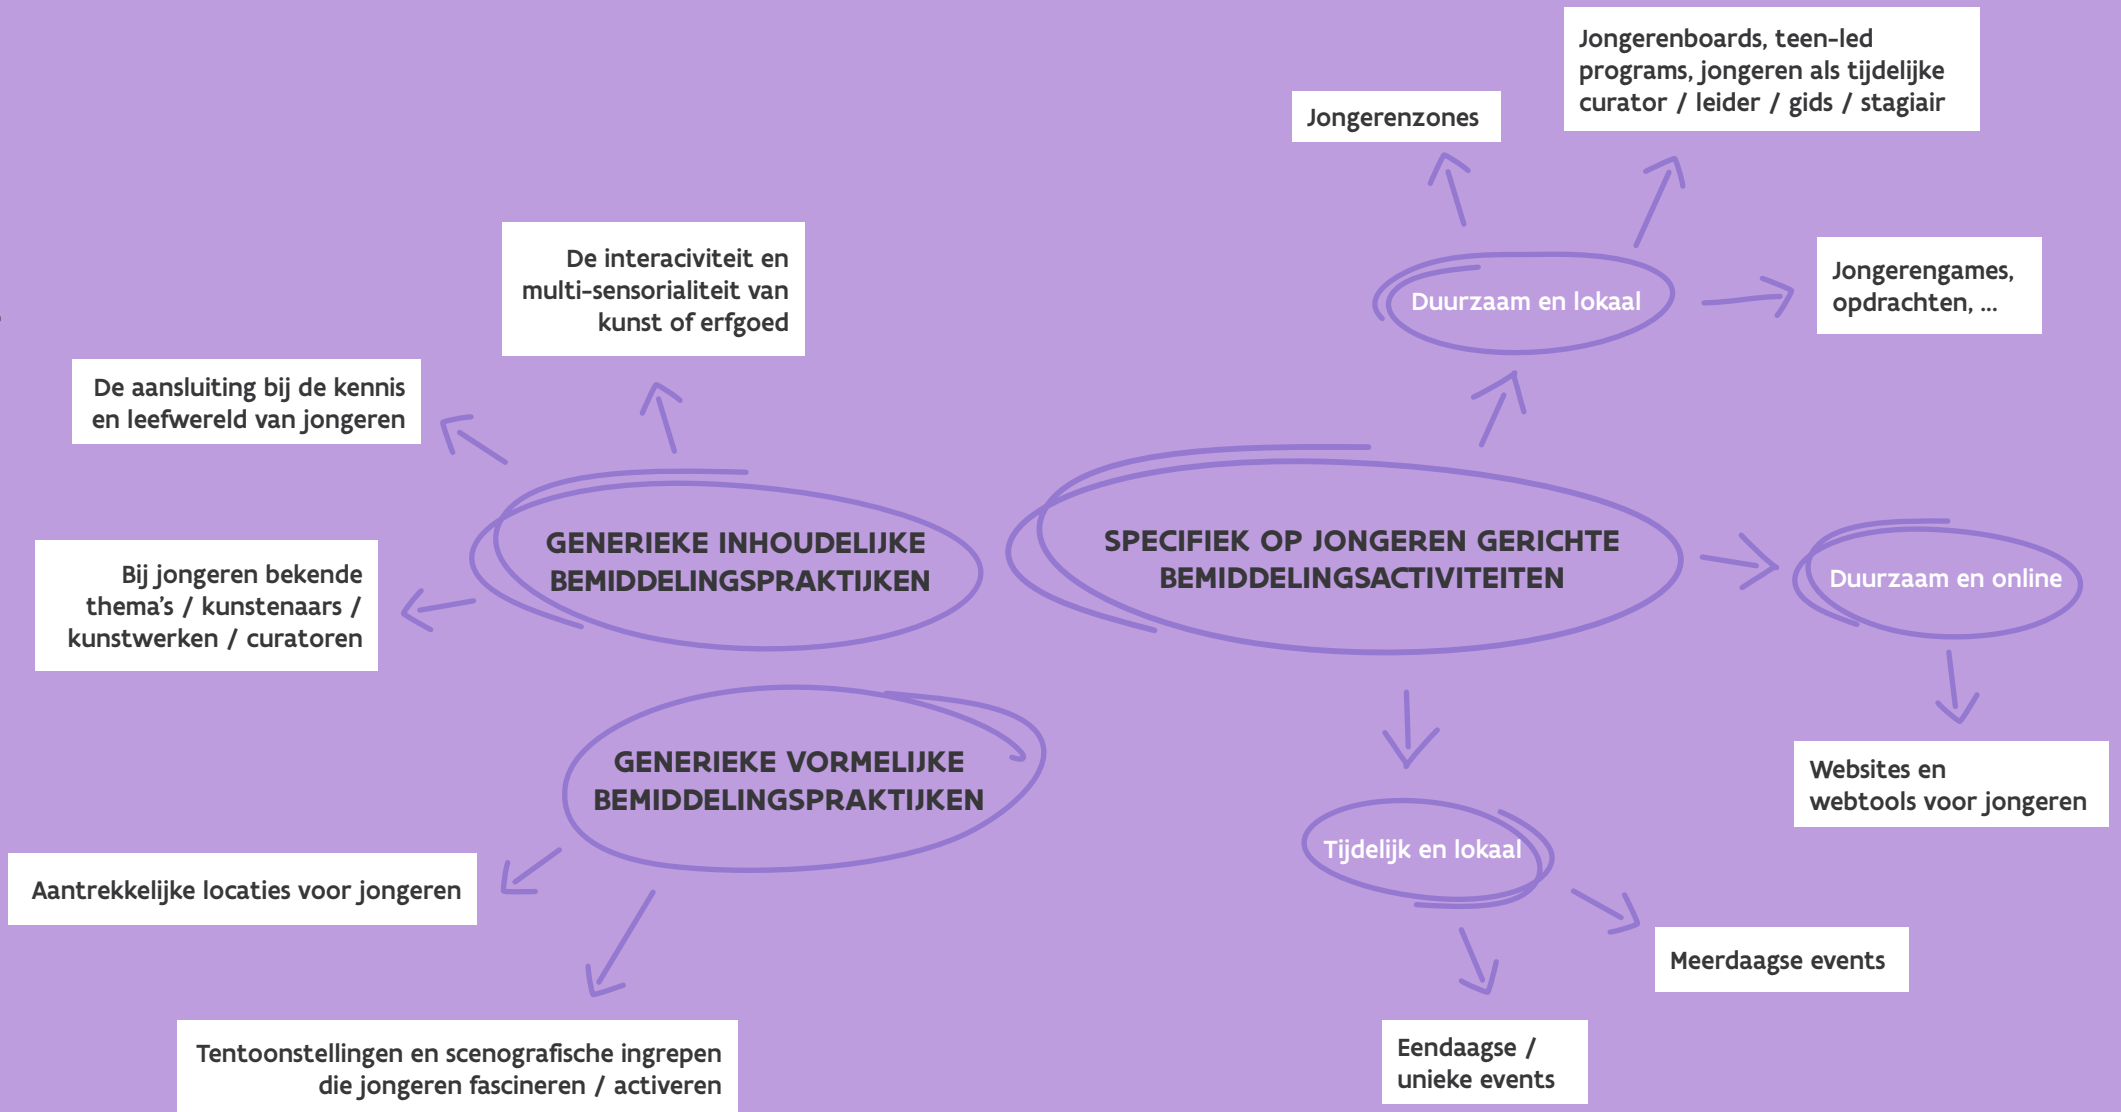 De interaciviteit en
multi-sensorialiteit van
kunst of erfgoed
De aansluiting bij de kennis
en leefwereld van jongeren
GENERIEKE INHOUDELIJKE
BEMIDDELINGSPRAKTIJKEN
Bij jongeren bekende
thema's / kunstenaars /
kunstwerken / curatoren
GENERIEKE VORMELIJKE
BEMIDDELINGSPRAKTIJKEN
Aantrekkelijke locaties voor jongeren
Tentoonstellingen en scenografische ingrepen
die jongeren fascineren / activeren
SPECIFIEK OP JONGEREN GERICHTE
BEMIDDELINGSACTIVITEITEN
Duurzaam en lokaal
Jongerenzones
Jongerenboards, teen-led
programs, jongeren als tijdelijke
curator / leider / gids / stagiair
Jongerengames,
opdrachten, ...
Duurzaam en online
Websites en
webtools voor jongeren
Tijdelijk en lokaal
Meerdaagse events
Eendaagse /
unieke events